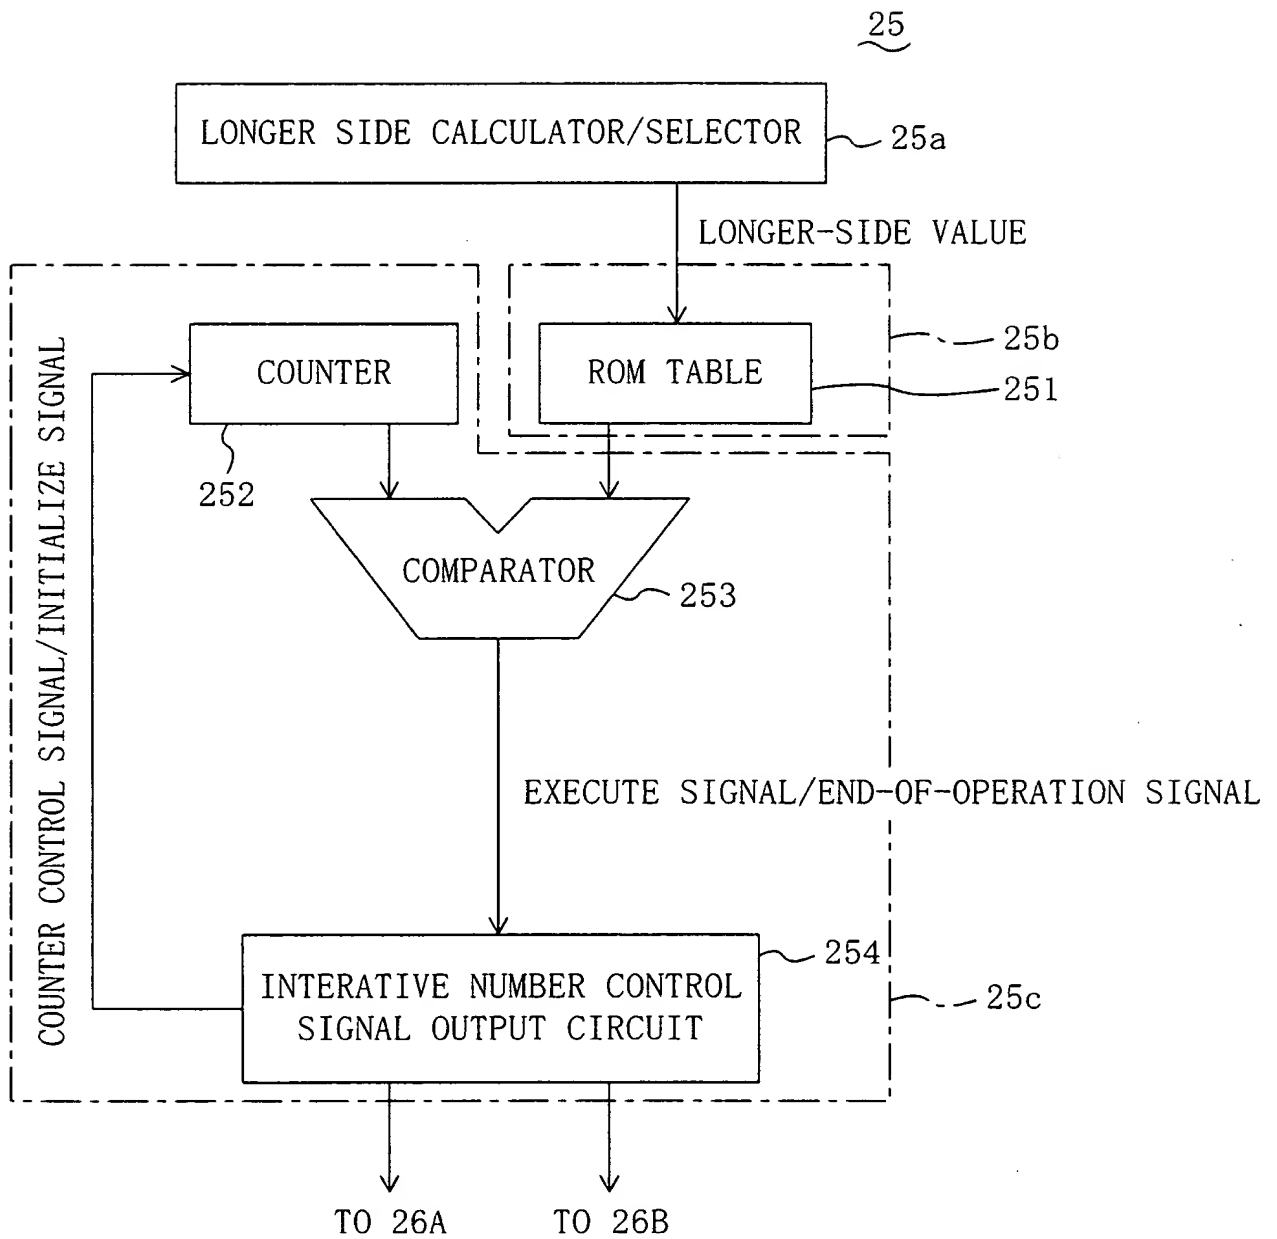 25
LONGER SIDE CALCULATOR/SELECTOR
25a
LONGER-SIDE VALUE
COUNTER
ROM TABLE
25b
251
252
COMPARATOR
253
COUNTER CONTROL SIGNAL/INITIALIZE SIGNAL
EXECUTE SIGNAL/END-OF-OPERATION SIGNAL
254
INTERATIVE NUMBER CONTROL
SIGNAL OUTPUT CIRCUIT
25c
TO 26A
TO 26B